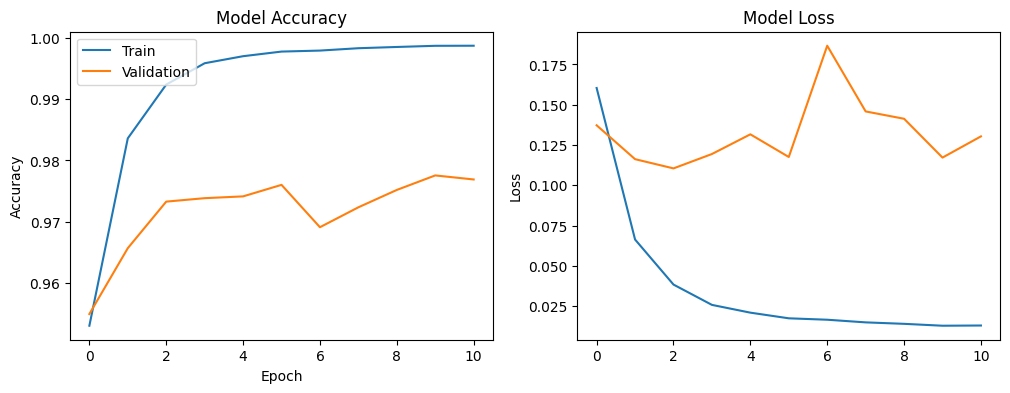 Model Accuracy
1.00
0.99
0.98
0.97
0.96
Accuracy
Train
Validation
0 2 4 6 8 10
Epoch
Model Loss
0.175
0.150
0.125
0.100
0.075
0.050
0.025
Loss
0 2 4 6 8 10